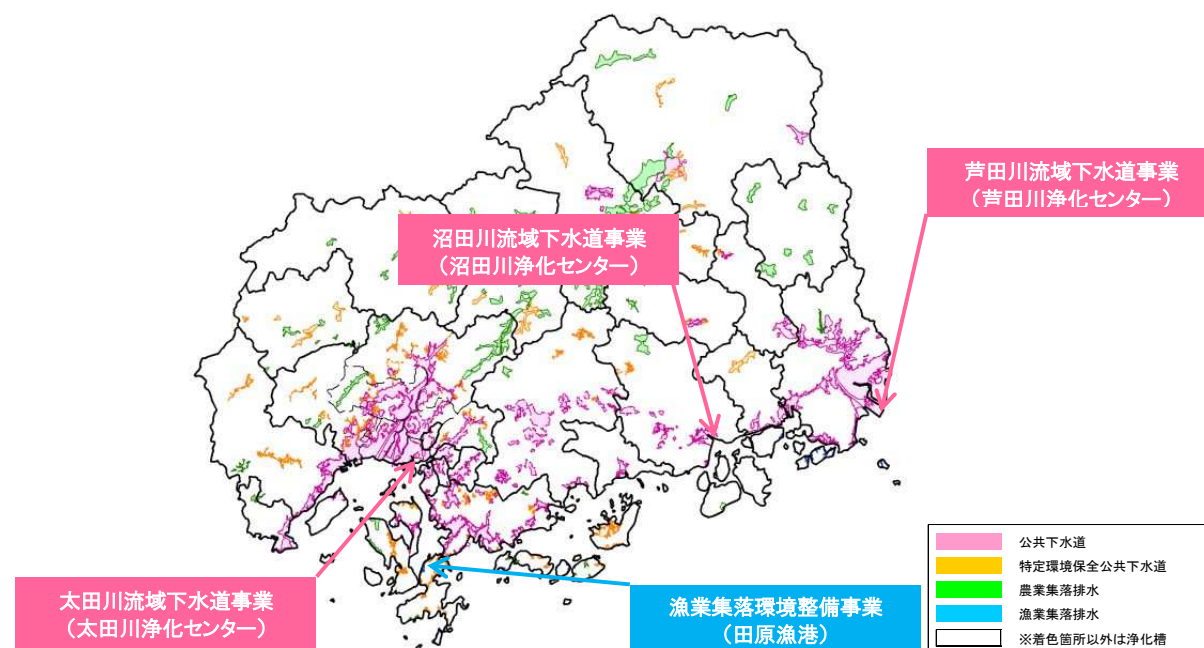 芦田川流域下水道事業
（芦田川浄化センター）
沼田川流域下水道事業
（沼田川浄化センター）
太田川流域下水道事業
（太田川浄化センター）
漁業集落環境整備事業
（田原漁港）
公共下水道
特定環境保全公共下水道
農業集落排水
漁業集落排水
※着色箇所以外は浄化槽